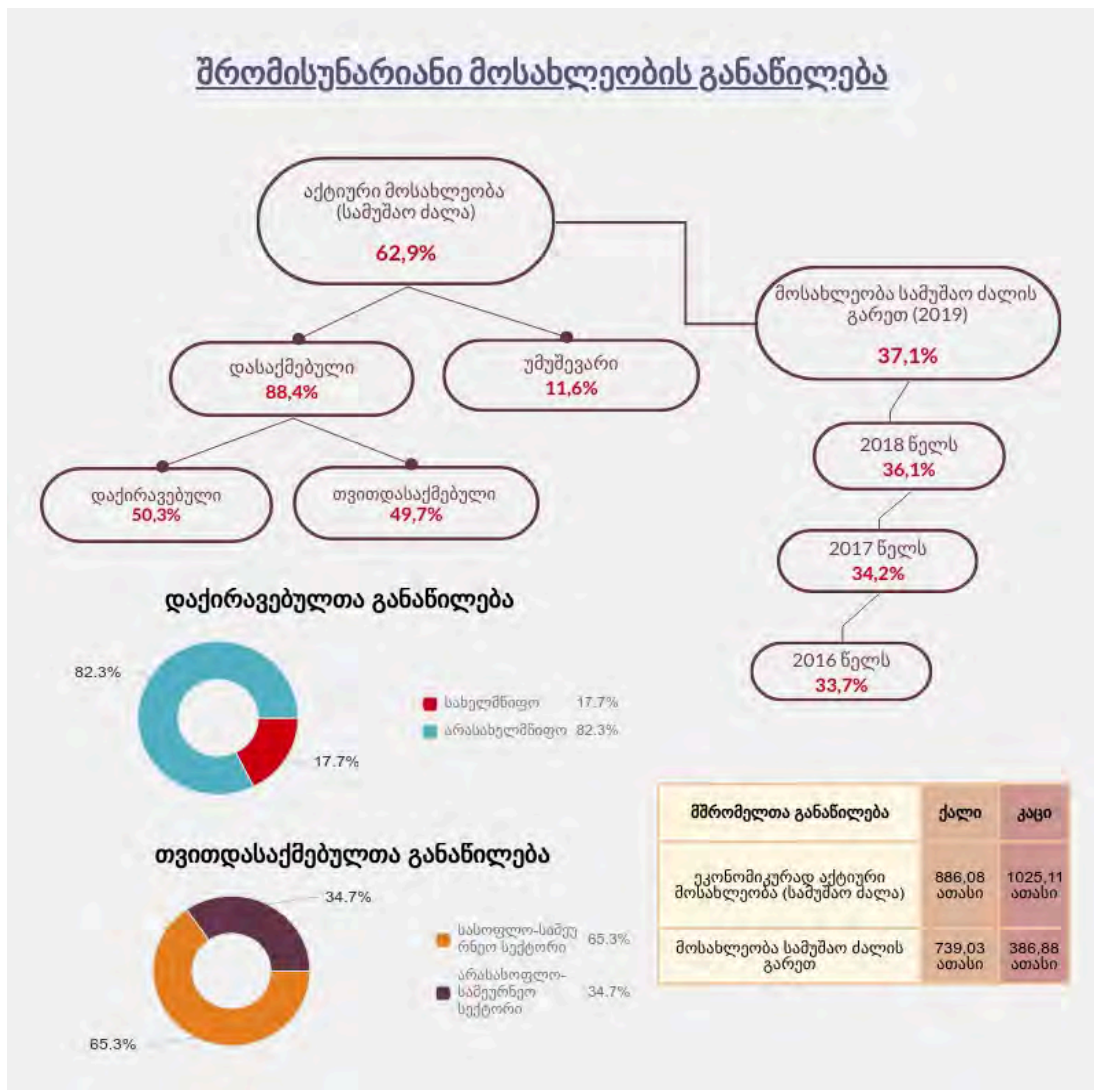 შრომისუნარიანი მოსახლეობის განაწილება
აქტიური მოსახლეობა
(სამუშაო ძალა)
62,9%
მოსახლეობა სამუშაო ძალის
გარეთ (2019)
37,1%
დასაქმებული
88,4%
უმუშევარი
11,6%
დაქირავებული
50,3%
თვითდასაქმებული
49,7%
2018 წელს
36,1%
2017 წელს
34,2%
2016 წელს
33,7%
დაქირავებულთა განაწილება
82.3%
17.7%
სახელმწიფო 17.7%
არასახელმწიფო 82.3%
თვითდასაქმებულთა განაწილება
34.7%
65.3%
სასოფლო-სამეუ
რნეო სექტორი 65.3%
არასასოფლო-
სამეურნეო 34.7%
სექტორი
მშრომელთა განაწილება ქალი კაცი
ეკონომიკურად აქტიური
მოსახლეობა (სამუშაო ძალა)
886,08
ათასი
1025,11
ათასი
მოსახლეობა სამუშაო ძალის
გარეთ
739,03
ათასი
386,88
ათასი